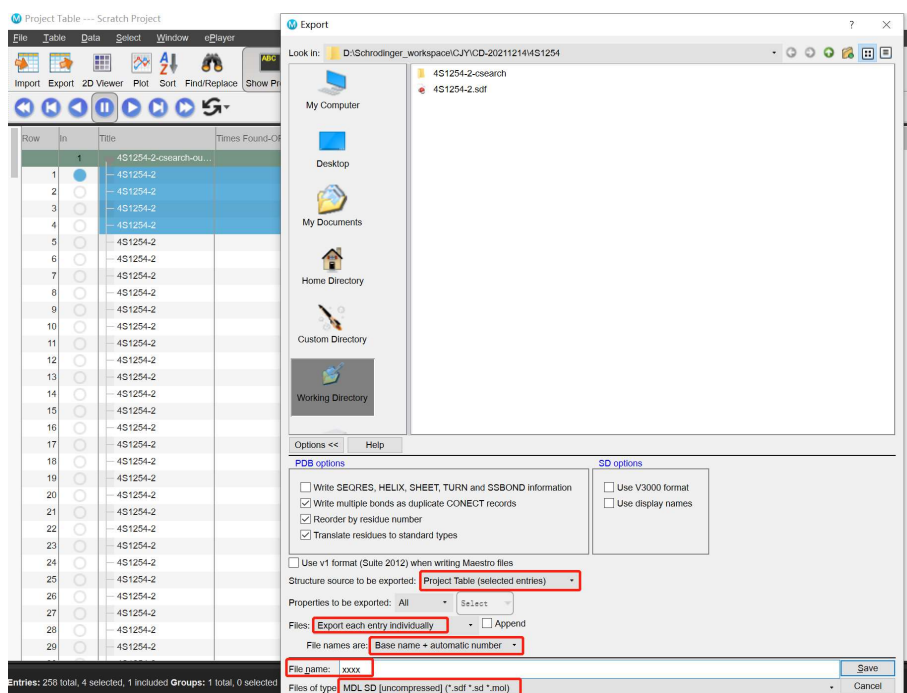 Project Table --- Scratch Project
File Table Data Select Window ePlayer
Import Export 2D Viewer Plot Sort Find/Replace Show Pr
ABC
Row In Title Times Found-OF
1 4S1254-2-csearch-ou...
1 4S1254-2
2 4S1254-2
3 4S1254-2
4 4S1254-2
5 4S1254-2
6 4S1254-2
7 4S1254-2
8 4S1254-2
9 4S1254-2
10 4S1254-2
11 4S1254-2
12 4S1254-2
13 4S1254-2
14 4S1254-2
15 4S1254-2
16 4S1254-2
17 4S1254-2
18 4S1254-2
19 4S1254-2
20 4S1254-2
21 4S1254-2
22 4S1254-2
23 4S1254-2
24 4S1254-2
25 4S1254-2
26 4S1254-2
27 4S1254-2
28 4S1254-2
29 4S1254-2
Entries: 258 total, 4 selected, 1 included Groups: 1 total, 0 selected
Export
Look in: D:\Schrodinger_workspace\CJY\CD-20211214\4S1254
My Computer
Desktop
My Documents
Home Directory
Custom Directory
Working Directory
4S1254-2-csearch
4S1254-2.sdf
Options << Help
PDB options
Write SEQRES, HELIX, SHEET, TURN and SSBOND information
Write multiple bonds as duplicate CONECT records
Reorder by residue number
Translate residues to standard types
SD options
Use V3000 format
Use display names
Use v1 format (Suite 2012) when writing Maestro files
Structure source to be exported: Project Table (selected entries)
Properties to be exported: All Select
Files: Export each entry individually Append
File names are: Base name + automatic number
File name: xxxx Save
Files of type: MDL SD [uncompressed] (*.sdf *.sd *.mol) Cancel